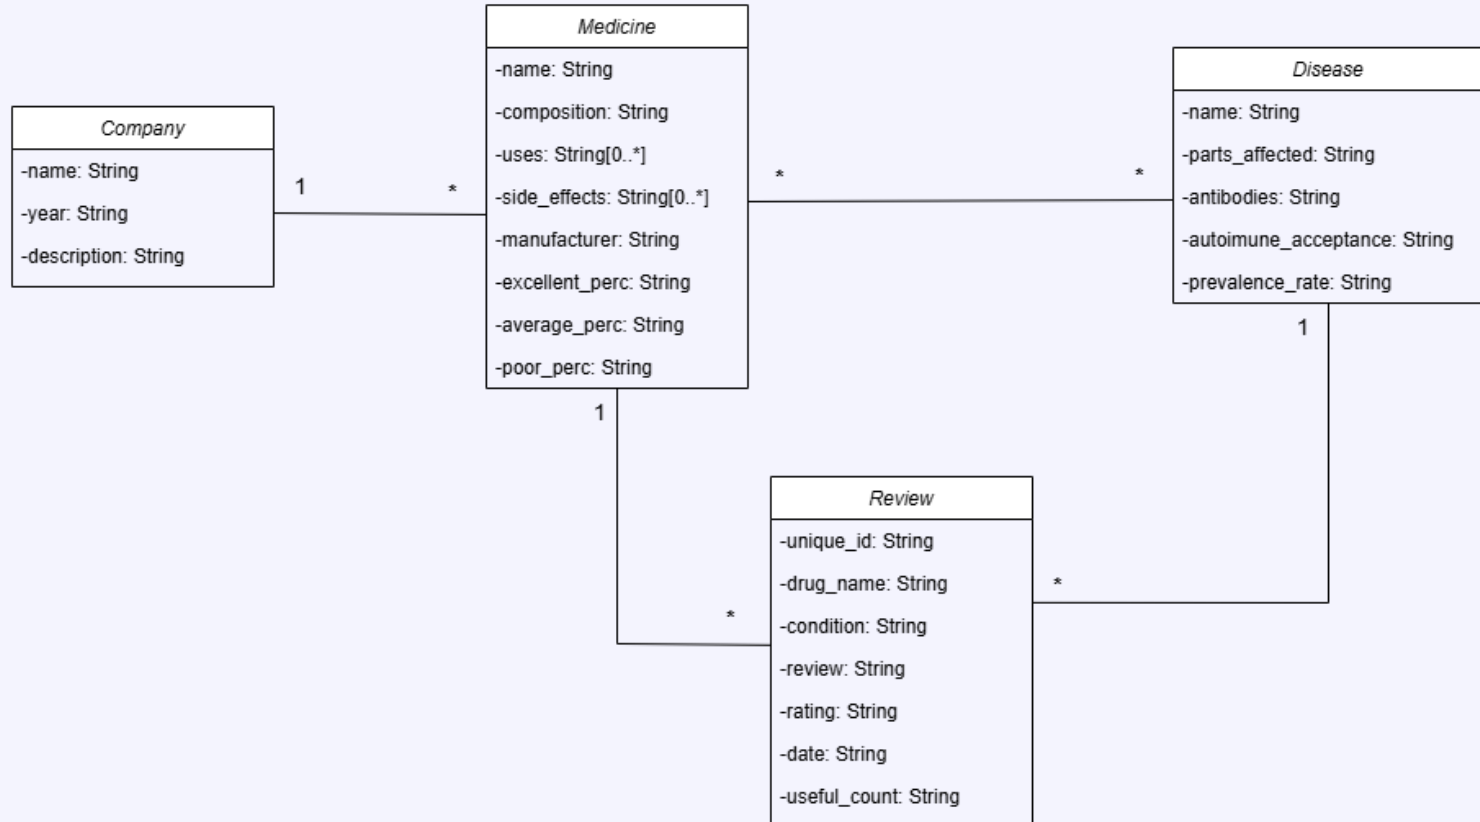 Company
-name: String
-year: String
-description: String
1
*
Medicine
-name: String
-composition: String
-uses: String[0..*]
-side_effects: String[0..*]
-manufacturer: String
-excellent_perc: String
-average_perc: String
-poor_perc: String
*
*
Disease
-name: String
-parts_affected: String
-antibodies: String
-autoimune_acceptance: String
-prevalence_rate: String
1
1
*
Review
-unique_id: String
-drug_name: String
-condition: String
-review: String
-rating: String
-date: String
-useful_count: String
*